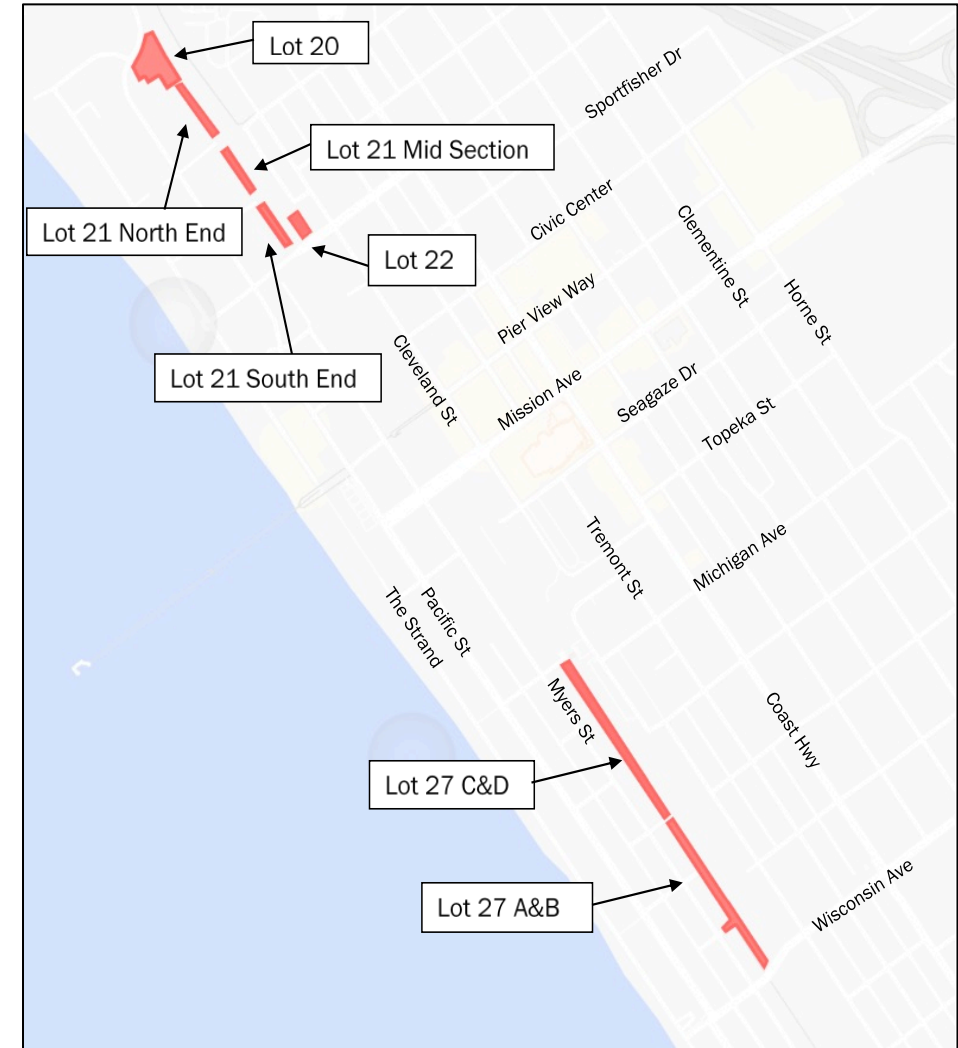 Lot 20
Sportfisher Dr
Lot 21 Mid Section
Civic Center
Clementine St
Lot 21 North End
Lot 22
Horne St
Pier View Way
Cleveland St
Lot 21 South End
Mission Ave
Seagaze Dr
Topeka St
Tremont St
Michigan Ave
The Strand
Pacific St
Myers St
Coast Hwy
Lot 27 C&D
Lot 27 A&B
Wisconsin Ave